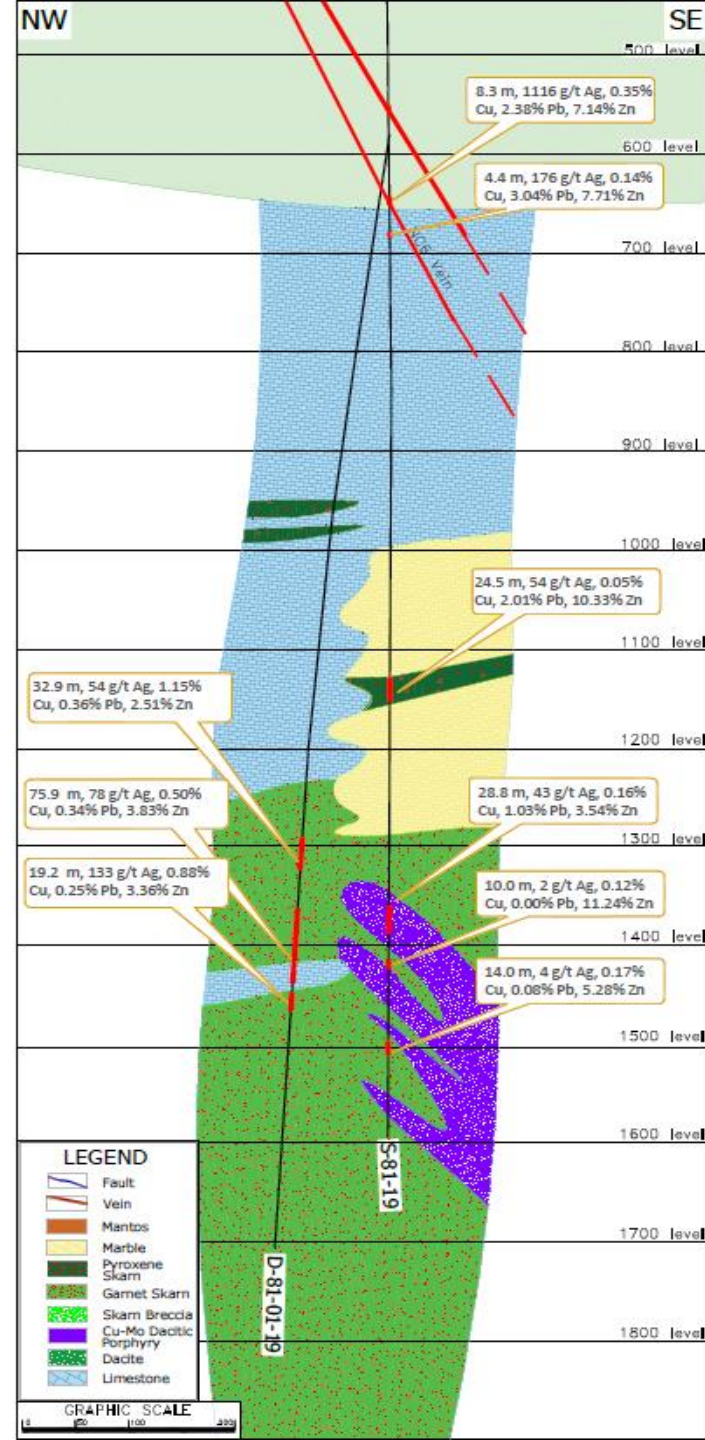 NW
SE
500 level
8.3 m, 1116 g/t Ag, 0.35%
Cu, 2.38% Pb, 7.14% Zn
600 level
4.4 m, 176 g/t Ag, 0.14%
Cu, 3.04% Pb, 7.71% Zn
NC6 Vein
700 level
800 level
900 level
1000 level
24.5 m, 54 g/t Ag, 0.05%
Cu, 2.01% Pb, 10.33% Zn
1100 level
32.9 m, 54 g/t Ag, 1.15%
Cu, 0.36% Pb, 2.51% Zn
1200 level
75.9 m, 78 g/t Ag, 0.50%
Cu, 0.34% Pb, 3.83% Zn
28.8 m, 43 g/t Ag, 0.16%
Cu, 1.03% Pb, 3.54% Zn
1300 level
19.2 m, 133 g/t Ag, 0.88%
Cu, 0.25% Pb, 3.36% Zn
10.0 m, 2 g/t Ag, 0.12%
Cu, 0.00% Pb, 11.24% Zn
1400 level
14.0 m, 4 g/t Ag, 0.17%
Cu, 0.08% Pb, 5.28% Zn
1500 level
1600 level
S-81-19
1700 level
D-81-01-19
1800 level
LEGEND
Fault
Vein
Mantos
Marble
Pyroxene
Skarn
Garnet Skarn
Skarn Breccia
Cu-Mo Dacitic
Porphyry
Dacite
Limestone
GRAPHIC SCALE
0 50 100 200